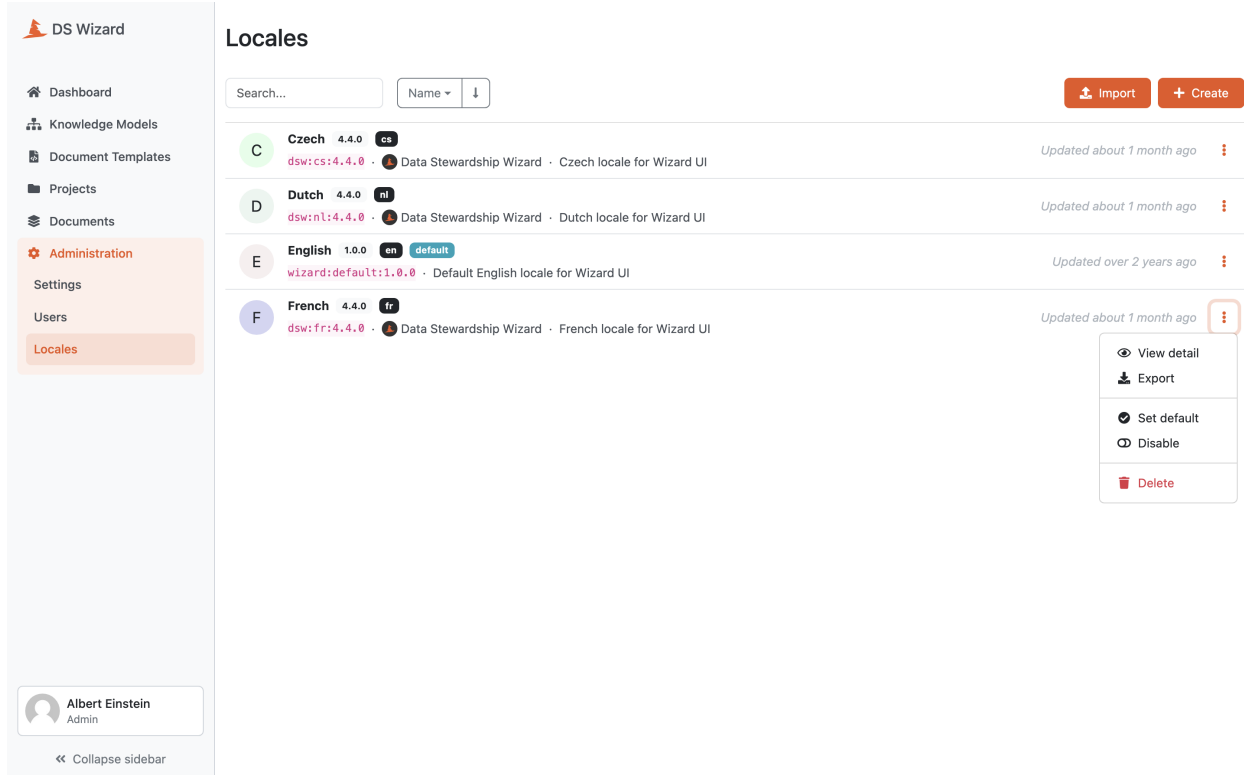 DS Wizard
Dashboard
Knowledge Models
Document Templates
Projects
Documents
Administration
Settings
Users
Locales
Albert Einstein
Admin
Collapse sidebar
Locales
Search...
Name
Import
Create
C
Czech 4.4.0 cs
dsw:cs:4.4.0 · Data Stewardship Wizard · Czech locale for Wizard UI
Updated about 1 month ago
D
Dutch 4.4.0 nl
dsw:nl:4.4.0 · Data Stewardship Wizard · Dutch locale for Wizard UI
Updated about 1 month ago
E
English 1.0.0 en default
wizard:default:1.0.0 · Default English locale for Wizard UI
Updated over 2 years ago
F
French 4.4.0 fr
dsw:fr:4.4.0 · Data Stewardship Wizard · French locale for Wizard UI
Updated about 1 month ago
View detail
Export
Set default
Disable
Delete